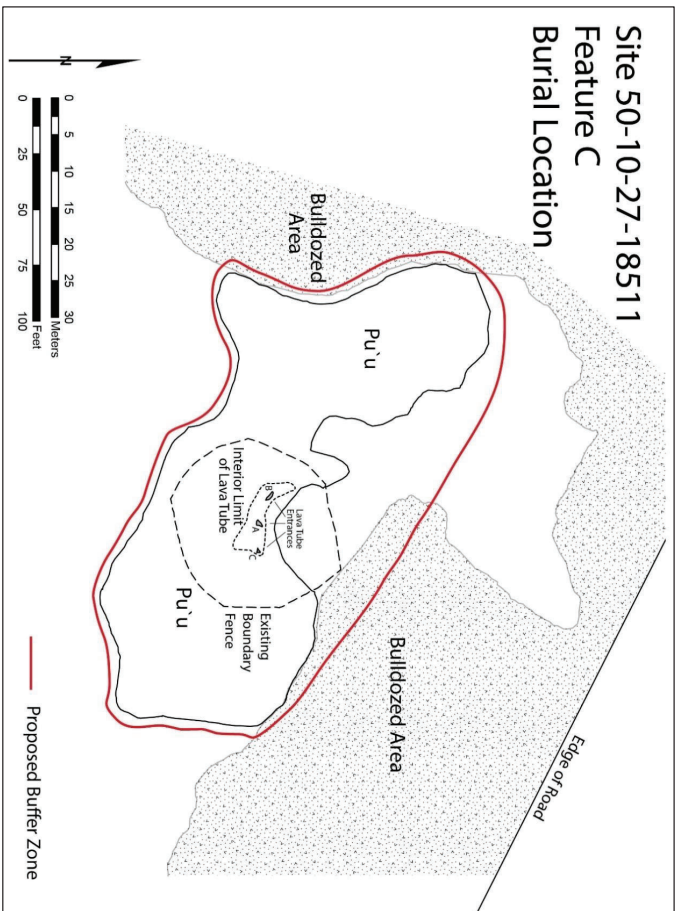 Site 50-10-27-18511
Feature C
Burial Location
Edge of Road
Bulldozed
Area
Pu`u
Bulldozed Area
Lava Tube
Entrances
B
A
C
Interior Limit
of Lava Tube
Existing
Boundary
Fence
Pu`u
N
0 5 10 15 20 25 30
Meters
Feet
0 25 50 75 100
Proposed Buffer Zone